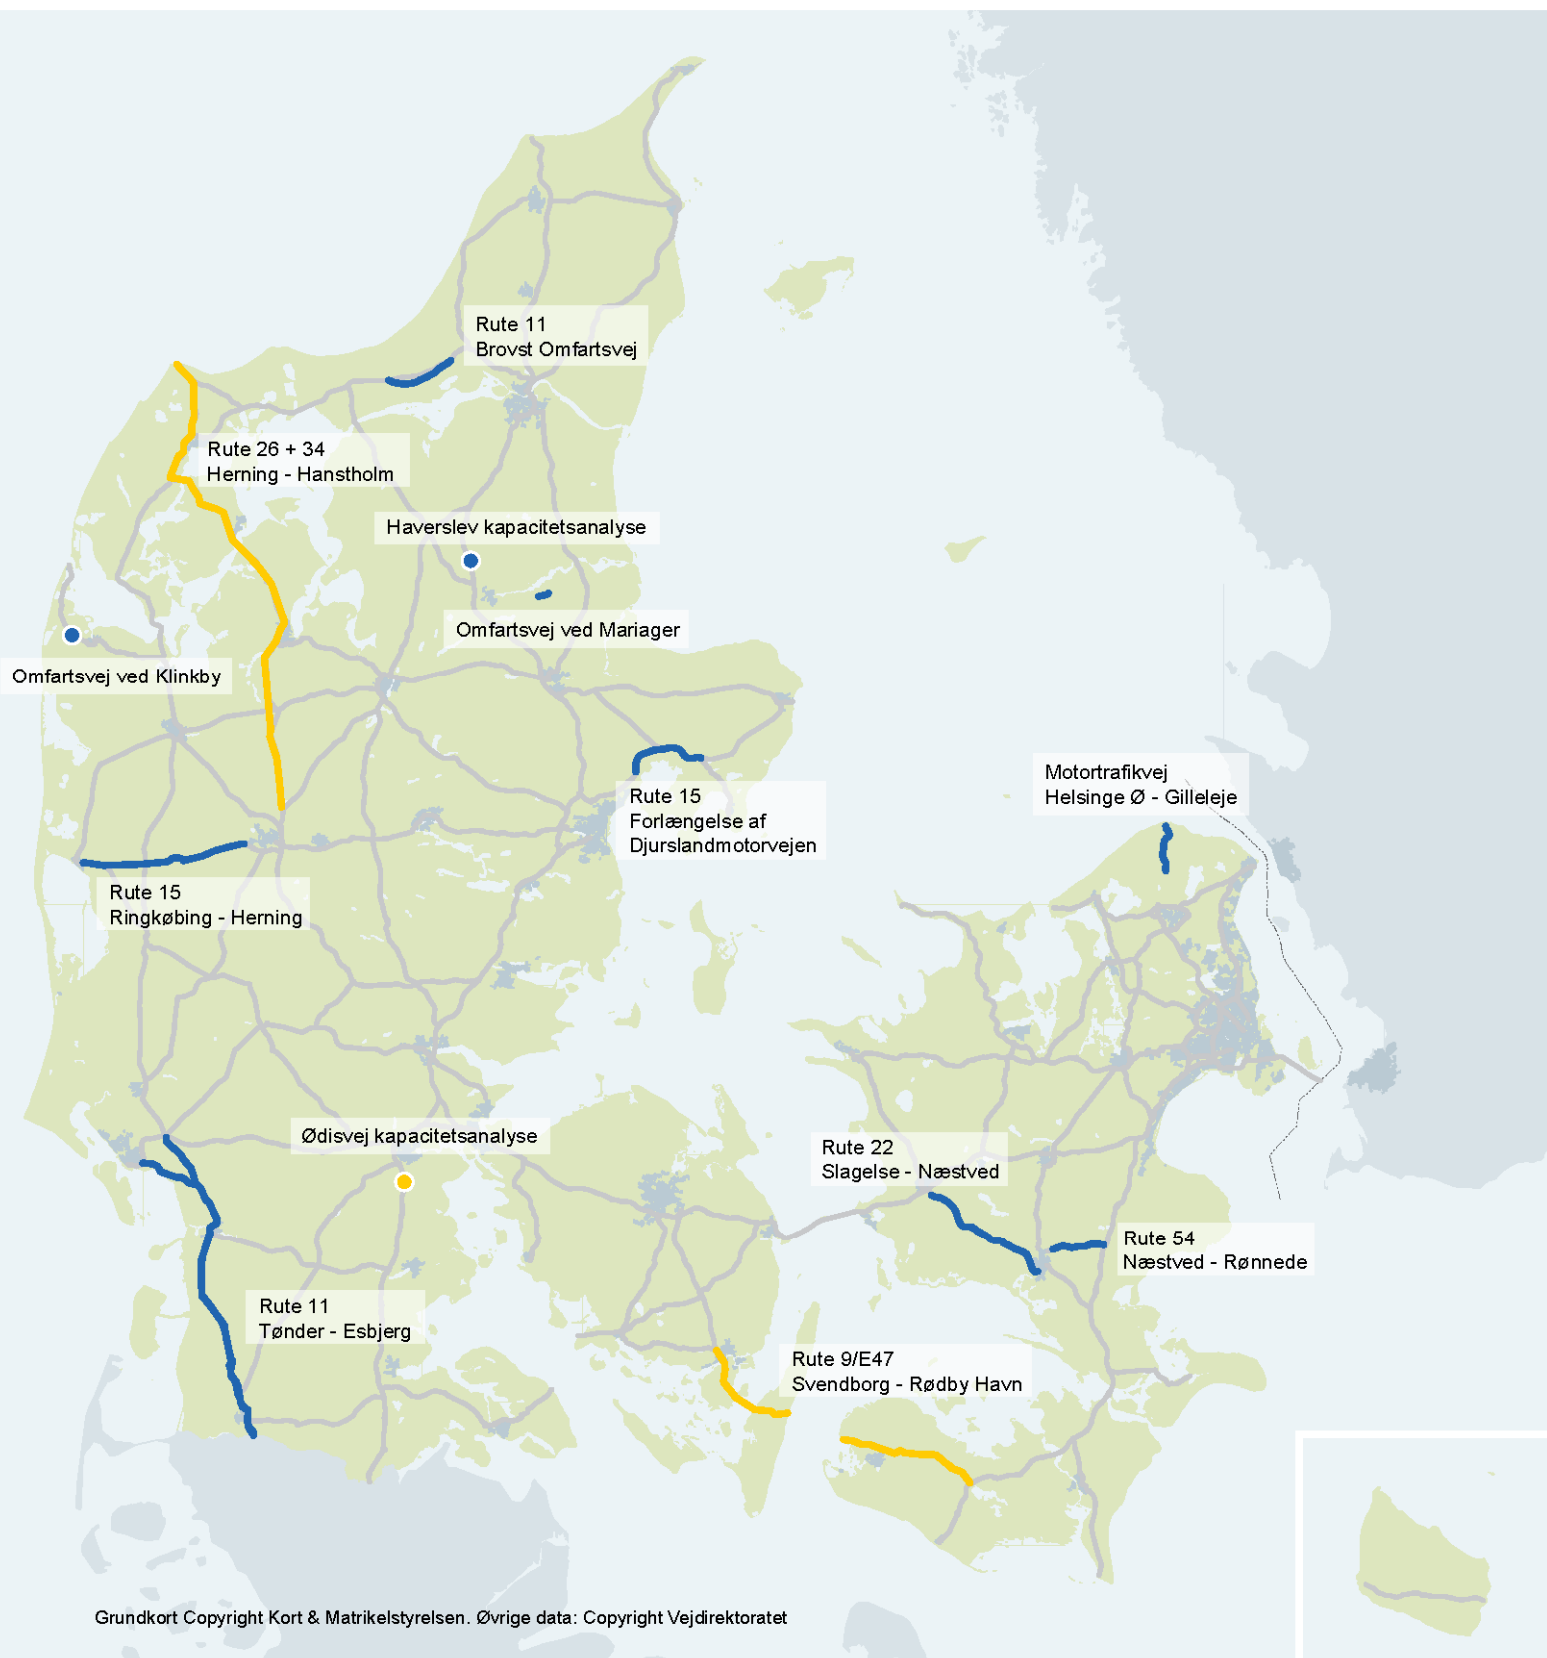 Rute 11
Brovst Omfartsvej
Rute 26 + 34
Herning - Hanstholm
Haverslev kapacitetsanalyse
Omfartsvej ved Mariager
Omfartsvej ved Klinkby
Rute 15
Forlængelse af
Djurslandmotorvejen
Motortrafikvej
Helsinge Ø - Gilleleje
Rute 15
Ringkøbing - Herning
Ødisvej kapacitetsanalyse
Rute 22
Slagelse - Næstved
Rute 54
Næstved - Rønnede
Rute 11
Tønder - Esbjerg
Rute 9/E47
Svendborg - Rødby Havn
Grundkort Copyright Kort & Matrikelstyrelsen. Øvrige data: Copyright Vejdirektoratet